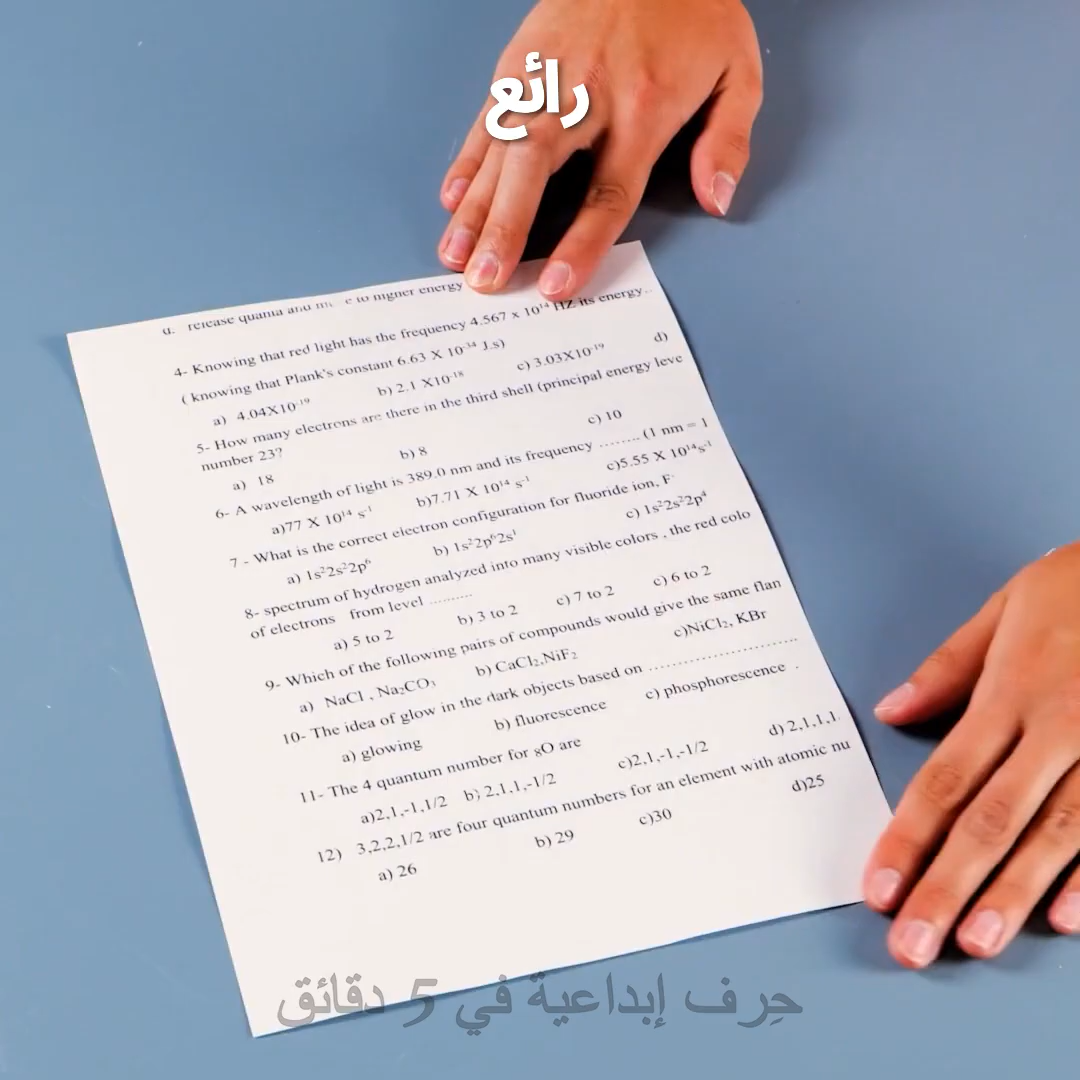 رائع
a. release quanta and m e to higher energy
4- Knowing that red light has the frequency 4.567 x 10¹⁴ HZ its energy..
( knowing that Plank's constant 6.63 X 10⁻³⁴ J.s)
a) 4.04X10⁻¹⁹ b) 2.1 X10⁻¹⁸ c) 3.03X10⁻¹⁹ d)
5- How many electrons are there in the third shell (principal energy leve
number 23?
a) 18 b) 8 c) 10
6- A wavelength of light is 389.0 nm and its frequency ........ (1 nm = 1
a)77 X 10¹⁴ s⁻¹ b)7.71 X 10¹⁴ s⁻¹ c)5.55 X 10¹⁴s⁻¹
7 - What is the correct electron configuration for fluoride ion, F⁻
a) 1s²2s²2p⁶ b) 1s²2p⁶2s¹ c) 1s²2s²2p⁴
8- spectrum of hydrogen analyzed into many visible colors , the red colo
of electrons from level ..........
a) 5 to 2 b) 3 to 2 c) 7 to 2 c) 6 to 2
9- Which of the following pairs of compounds would give the same flan
a) NaCl , Na₂CO₃ b) CaCl₂,NiF₂ c)NiCl₂, KBr
10- The idea of glow in the dark objects based on ..........................
a) glowing b) fluorescence c) phosphorescence .
11- The 4 quantum number for ₈O are
a)2,1,-1,1/2 b) 2,1,1,-1/2 c)2,1,-1,-1/2 d) 2,1,1,1
12) 3,2,2,1/2 are four quantum numbers for an element with atomic nu
a) 26 b) 29 c)30 d)25
حِرف إبداعية في 5 دقائق